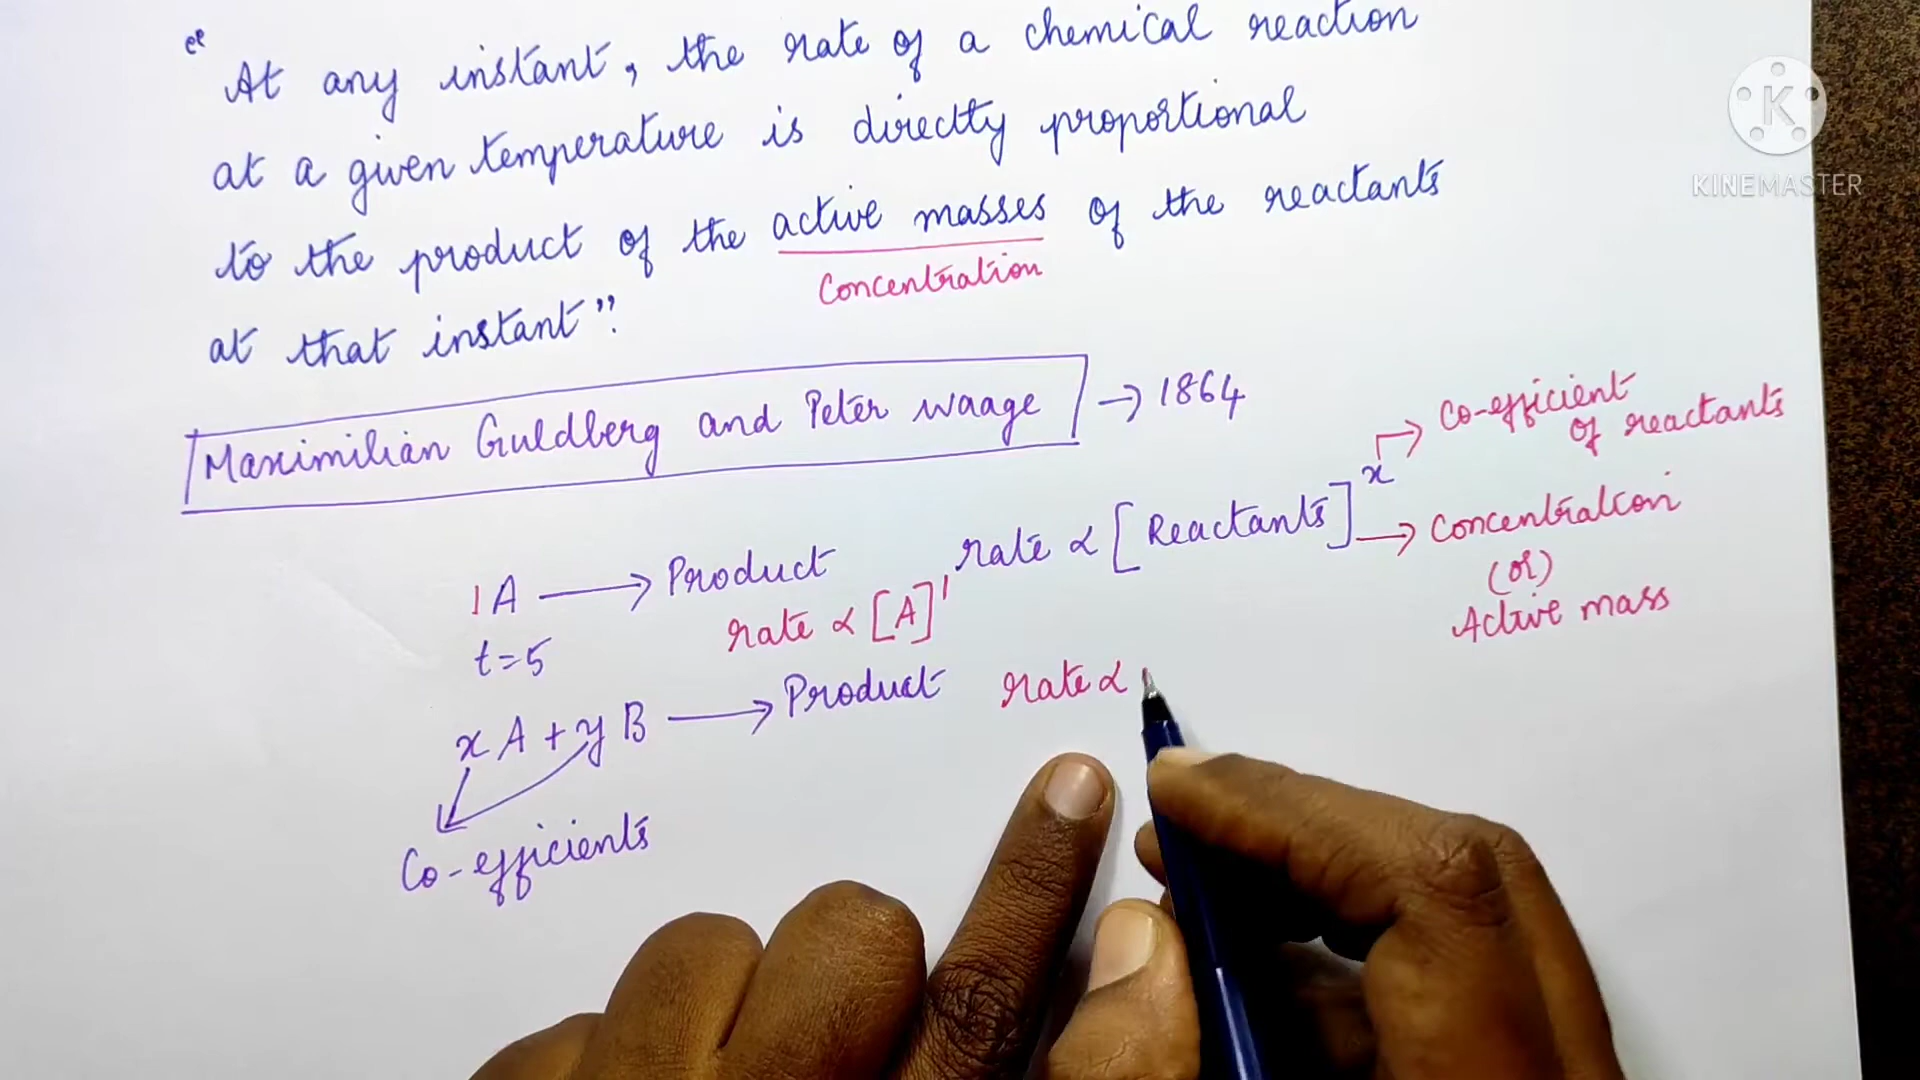 “ At any instant, the rate of a chemical reaction
at a given temperature is directly proportional
to the product of the active masses of the reactants
Concentration
at that instant”.
Maximilian Guldberg and Peter Waage → 1864
Co-efficient
of reactants
1A → Product rate ∝ [Reactants]^x → Concentration
(or)
Active mass
rate ∝ [A]^1
t=5
xA + yB → Product rate ∝
Co-efficients
K
KINEMASTER